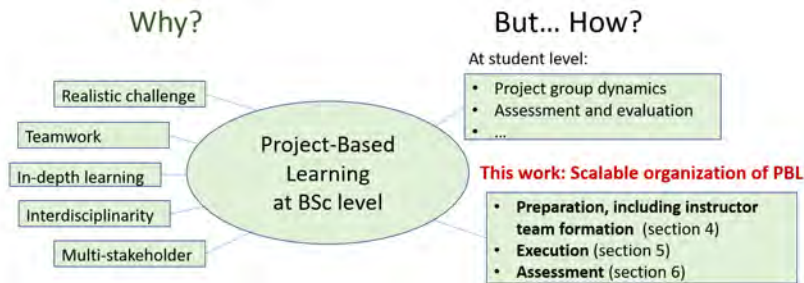 Why?
But... How?
Realistic challenge
Teamwork
In-depth learning
Interdisciplinarity
Multi-stakeholder
Project-Based
Learning
at BSc level
At student level:
• Project group dynamics
• Assessment and evaluation
• ...
This work: Scalable organization of PBL
• Preparation, including instructor
team formation (section 4)
• Execution (section 5)
• Assessment (section 6)